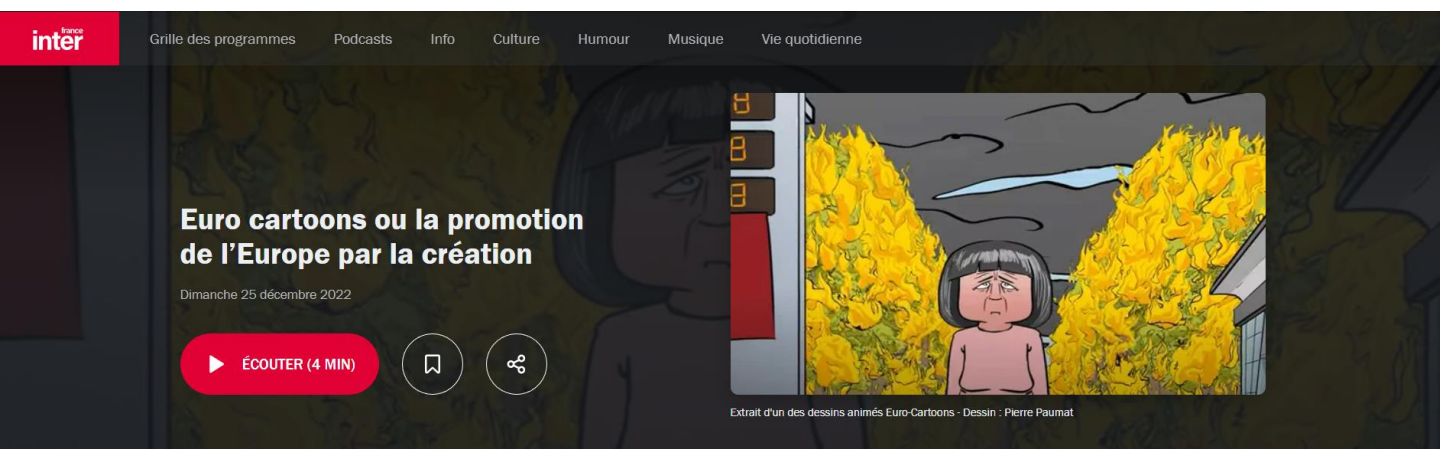 france
inter
Grille des programmes Podcasts Info Culture Humour Musique Vie quotidienne
Euro cartoons ou la promotion
de l'Europe par la création
Dimanche 25 décembre 2022
ÉCOUTER (4 MIN)
Extrait d'un des dessins animés Euro-Cartoons - Dessin : Pierre Paumat